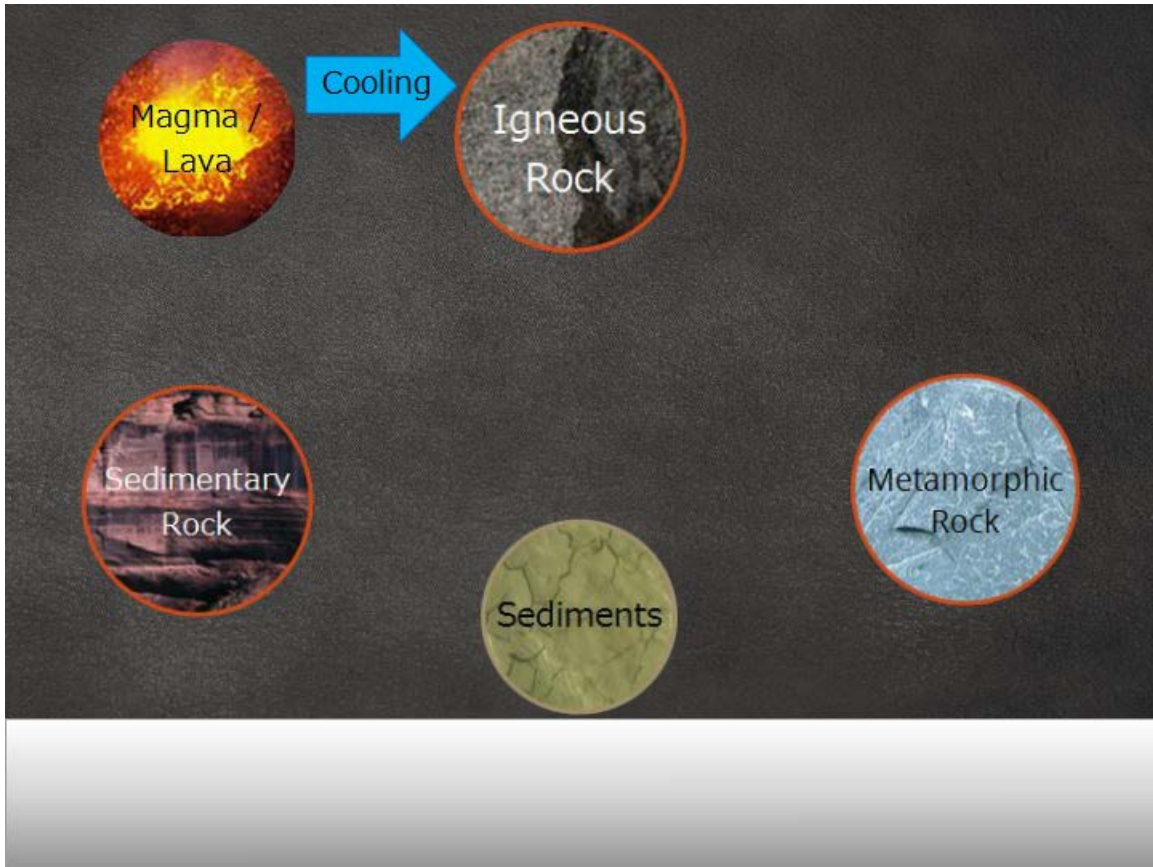 Magma /
Lava
Cooling
Igneous
Rock
Sedimentary
Rock
Metamorphic
Rock
Sediments